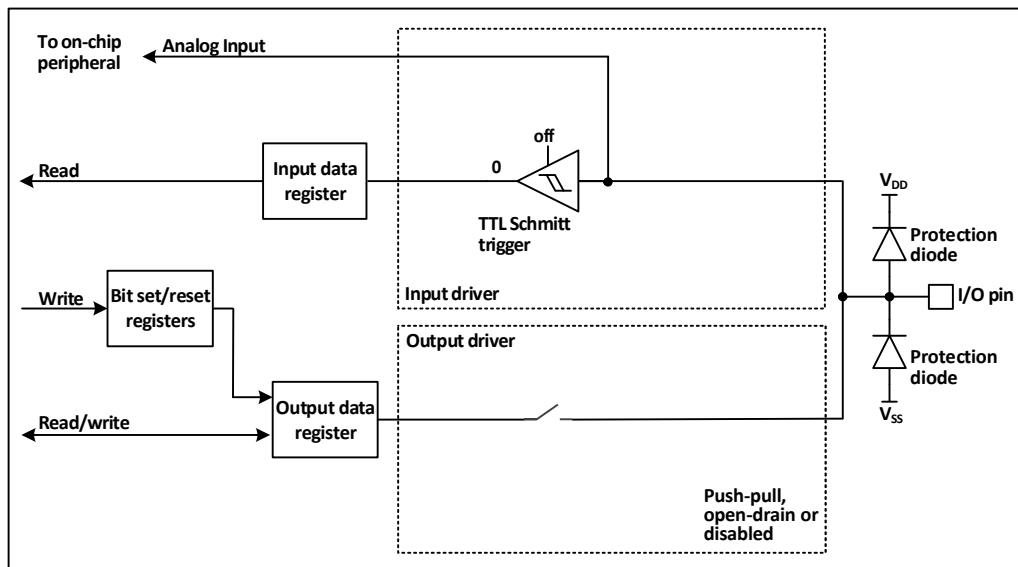 To on-chip
peripheral
Analog Input
off
Read
Input data
register
0
TTL Schmitt
trigger
VDD
Protection
diode
Write
Bit set/reset
registers
Input driver
I/O pin
Output driver
Protection
diode
Read/write
Output data
register
VSS
Push-pull,
open-drain or
disabled